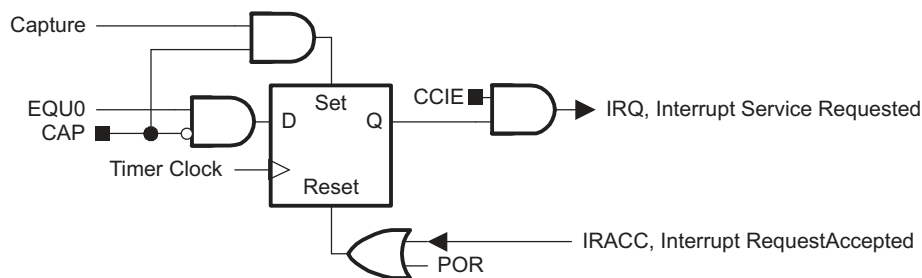 Capture
Set
CCIE
EQU0
D
Q
IRQ, Interrupt Service Requested
CAP
Timer Clock
Reset
IRACC, Interrupt RequestAccepted
POR